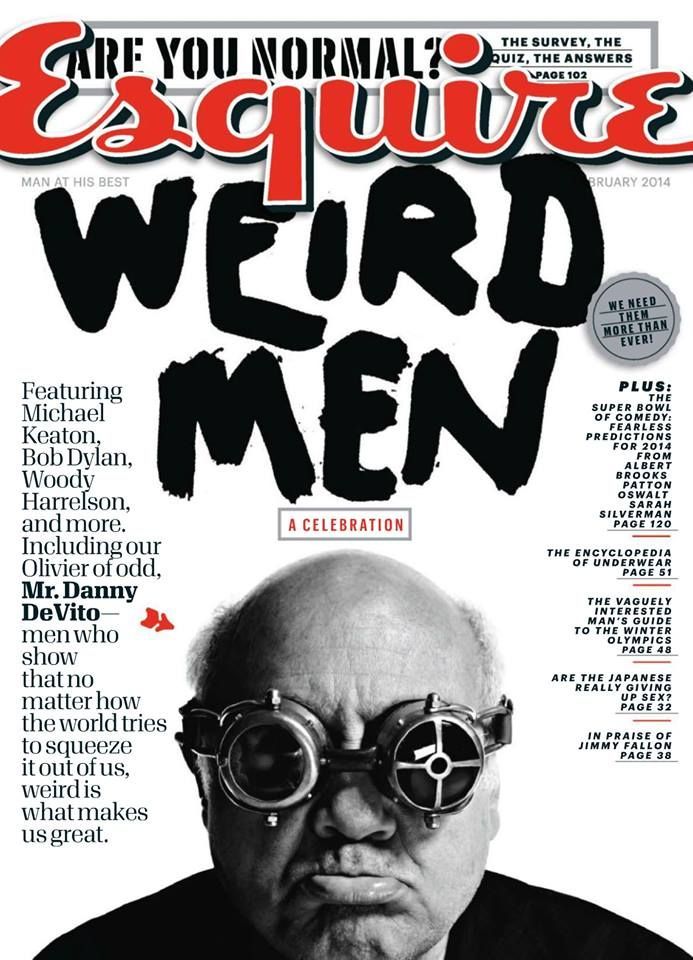 ARE YOU NORMAL?
THE SURVEY, THE
QUIZ, THE ANSWERS
PAGE 102
Esquire
MAN AT HIS BEST
BRUARY 2014
WEIRD
MEN
WE NEED
THEM
MORE THAN
EVER!
A CELEBRATION
Featuring
Michael
Keaton,
Bob Dylan,
Woody
Harrelson,
and more.
Including our
Olivier of odd,
Mr. Danny
DeVito—
men who
show
that no
matter how
the world tries
to squeeze
it out of us,
weird is
what makes
us great.
PLUS:
THE
SUPER BOWL
OF COMEDY:
FEARLESS
PREDICTIONS
FOR 2014
FROM
ALBERT
BROOKS
PATTON
OSWALT
SARAH
SILVERMAN
PAGE 120
THE ENCYCLOPEDIA
OF UNDERWEAR
PAGE 51
THE VAGUELY
INTERESTED
MAN'S GUIDE
TO THE WINTER
OLYMPICS
PAGE 48
ARE THE JAPANESE
REALLY GIVING
UP SEX?
PAGE 32
IN PRAISE OF
JIMMY FALLON
PAGE 38